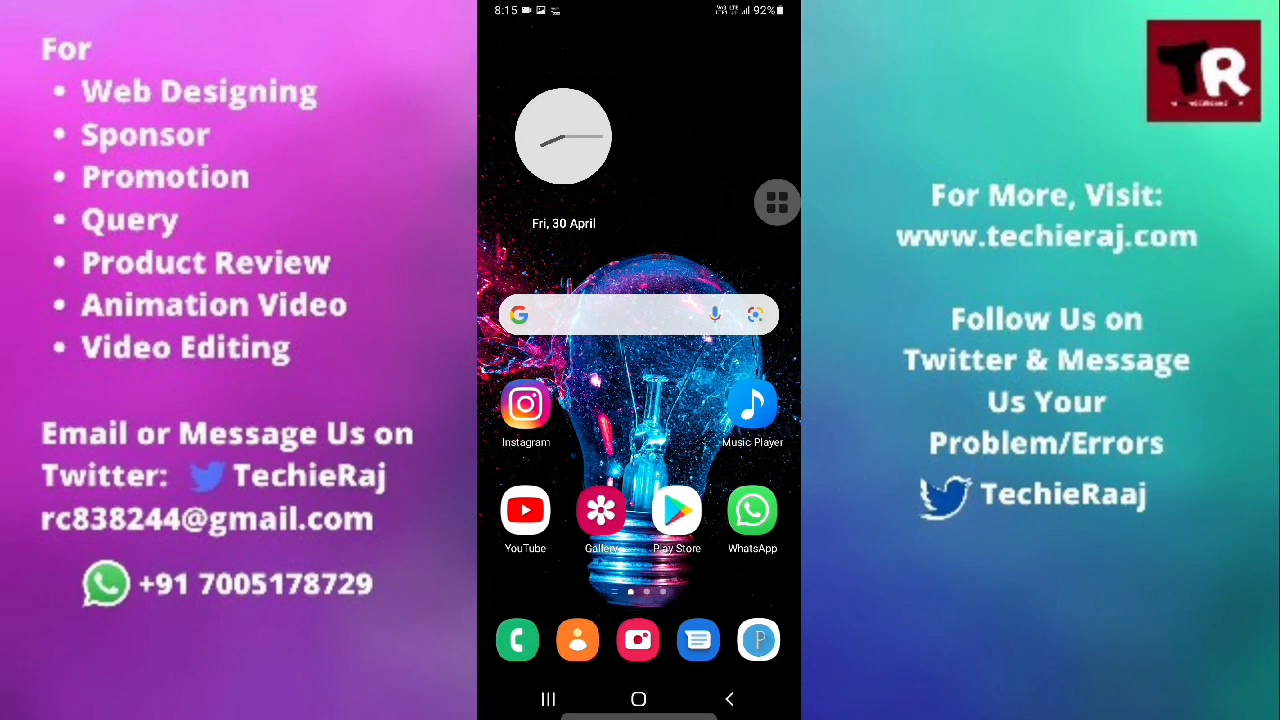 For
• Web Designing
• Sponsor
• Promotion
• Query
• Product Review
• Animation Video
• Video Editing
Email or Message Us on
Twitter: TechieRaj
rc838244@gmail.com
+91 7005178729
8:15
92%
Fri, 30 April
Instagram
Music Player
YouTube
Gallery
Play Store
WhatsApp
TR
For More, Visit:
www.techieraj.com
Follow Us on
Twitter & Message
Us Your
Problem/Errors
TechieRaaj